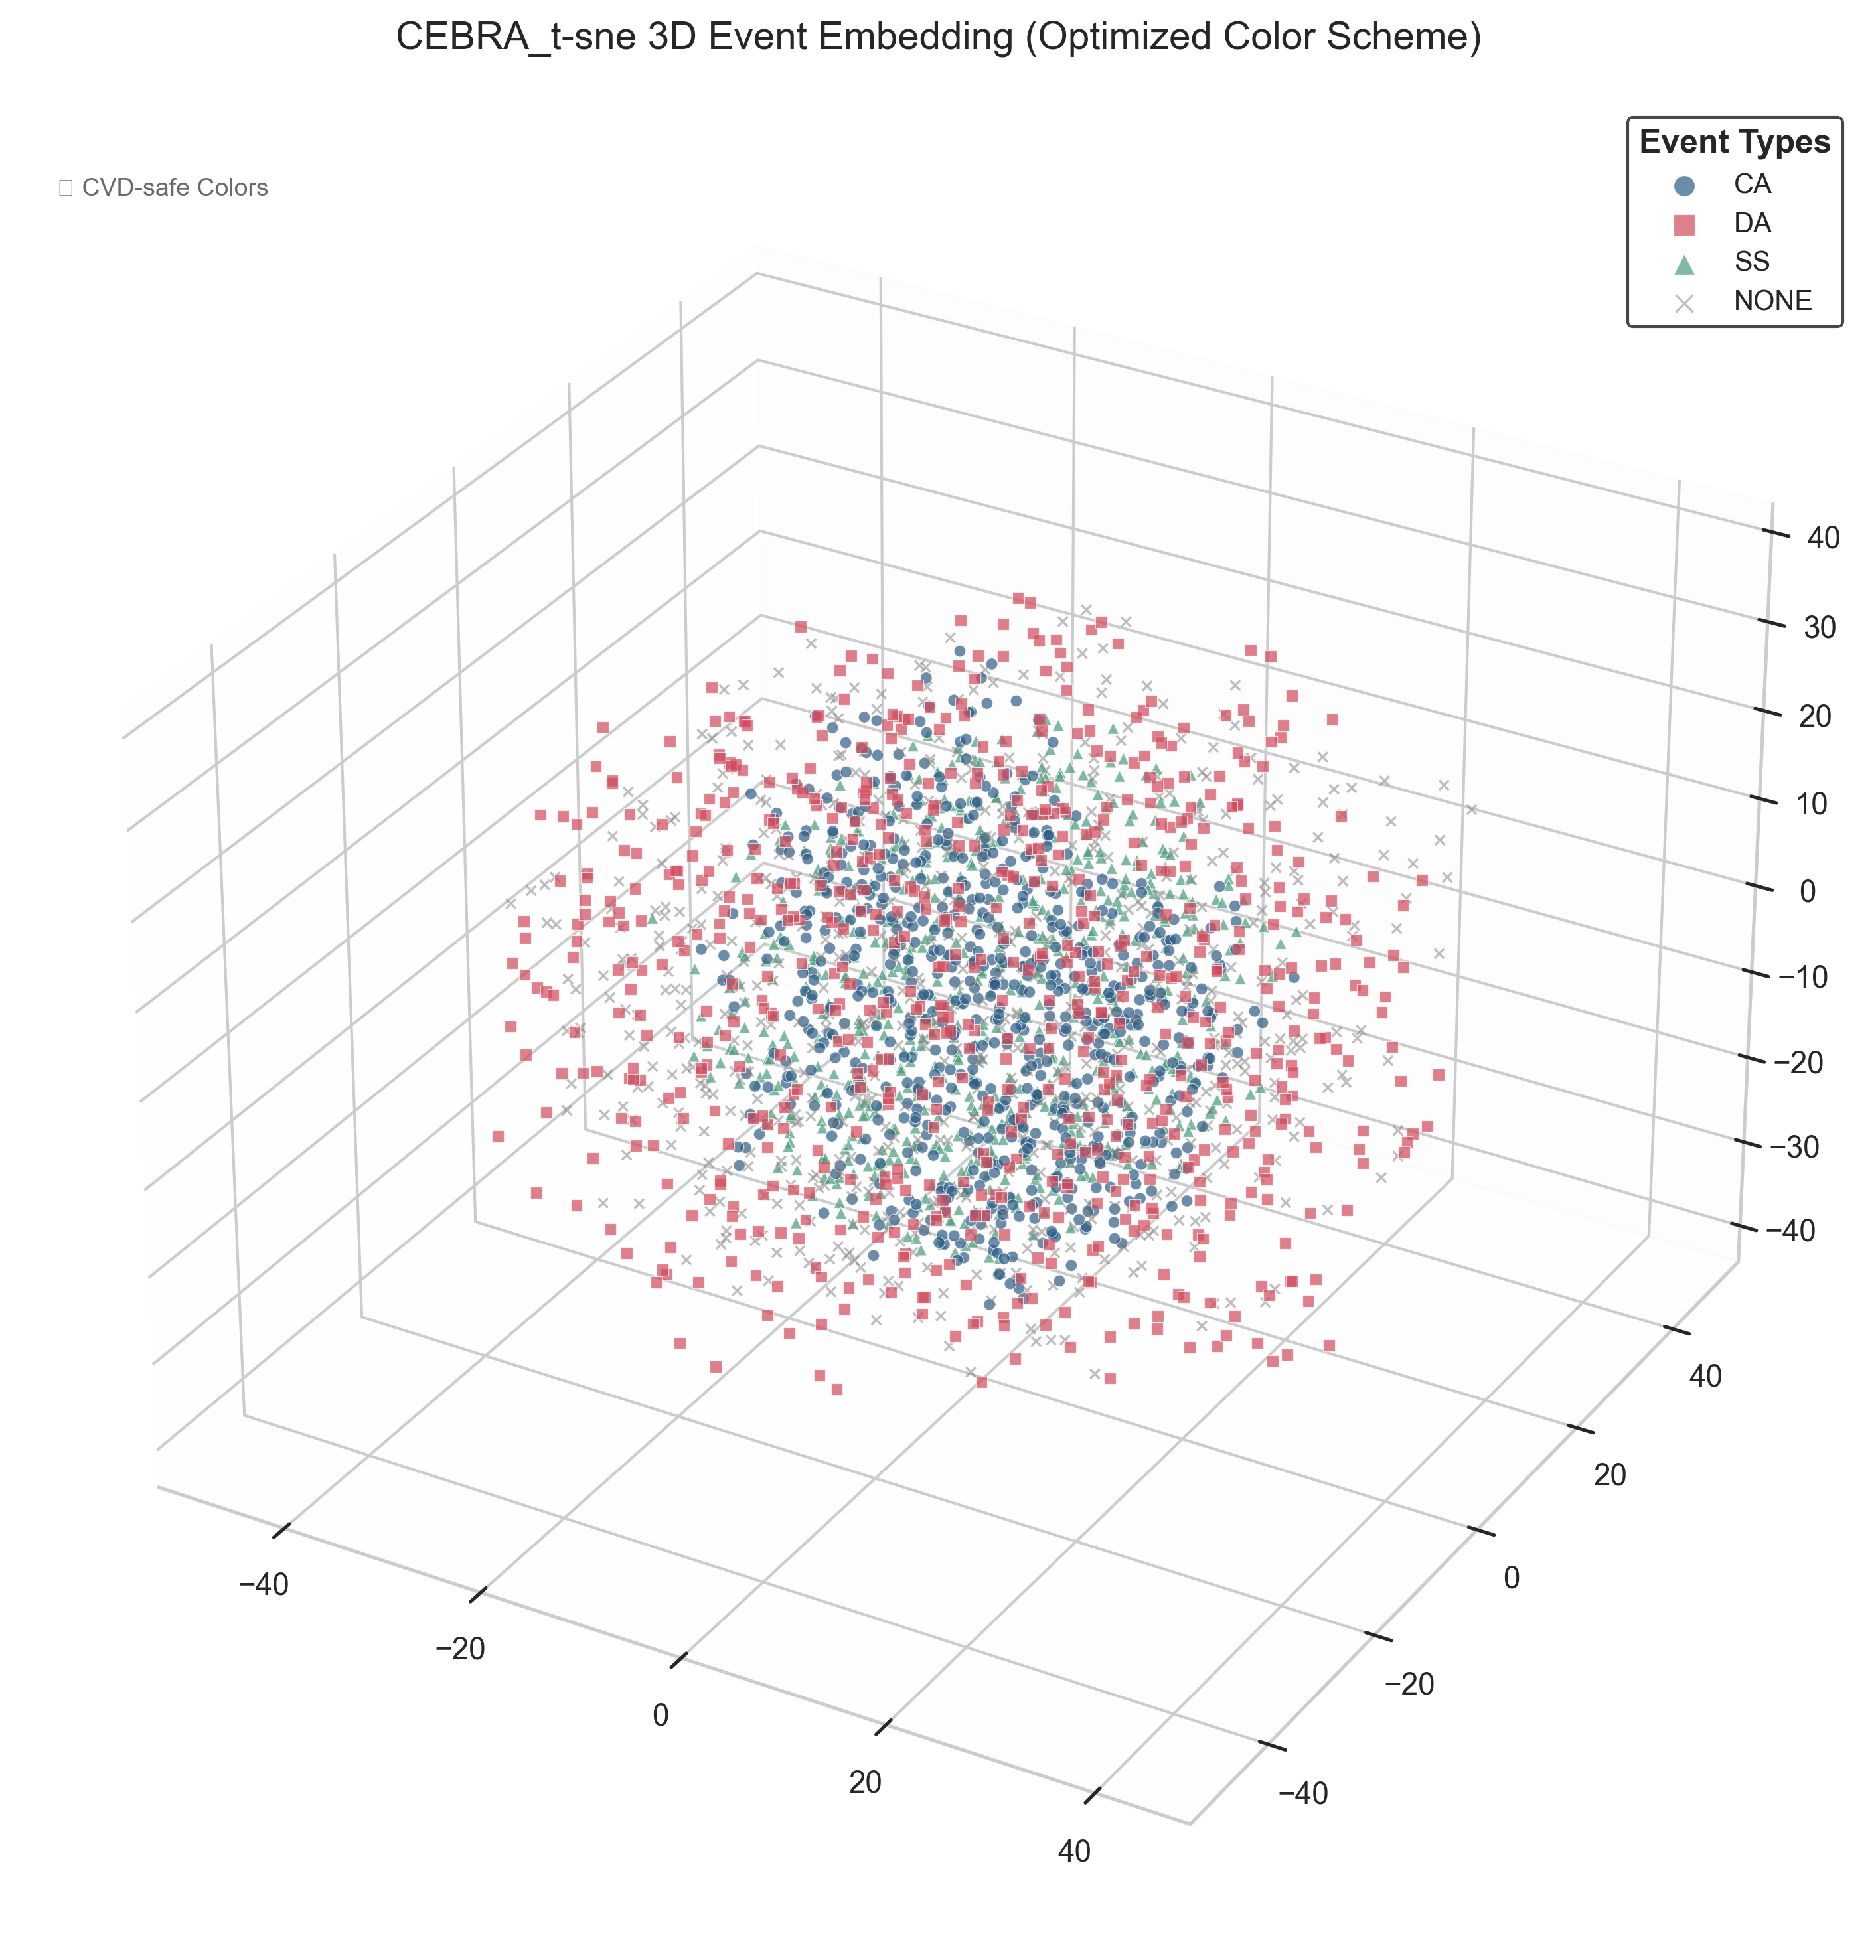 CEBRA_t-sne 3D Event Embedding (Optimized Color Scheme)
Event Types
CA
DA
SS
NONE
□ CVD-safe Colors
40
30
20
10
0
−10
−20
−30
−40
40
20
0
−20
−40
−40
−20
0
20
40